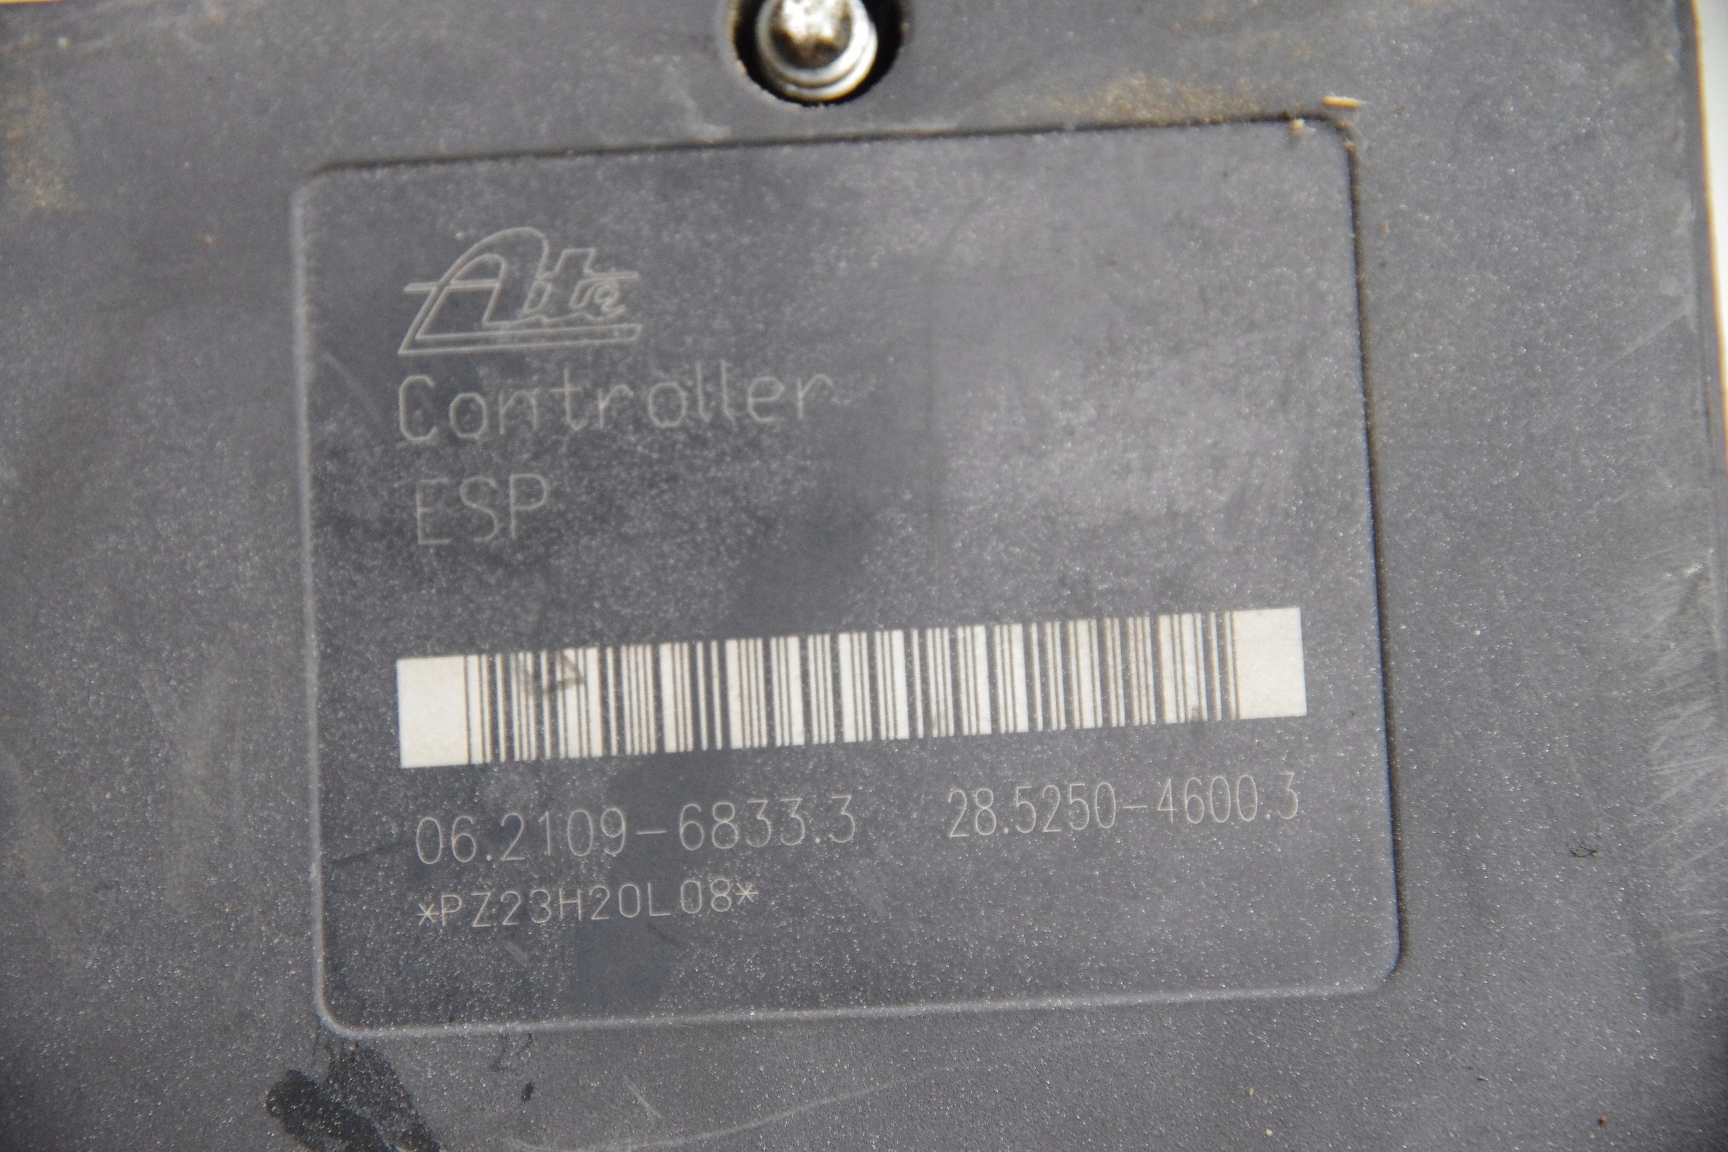 Ate
Controller
ESP
06.2109-6833.3 28.5250-4600.3
*PZ23H20L08*